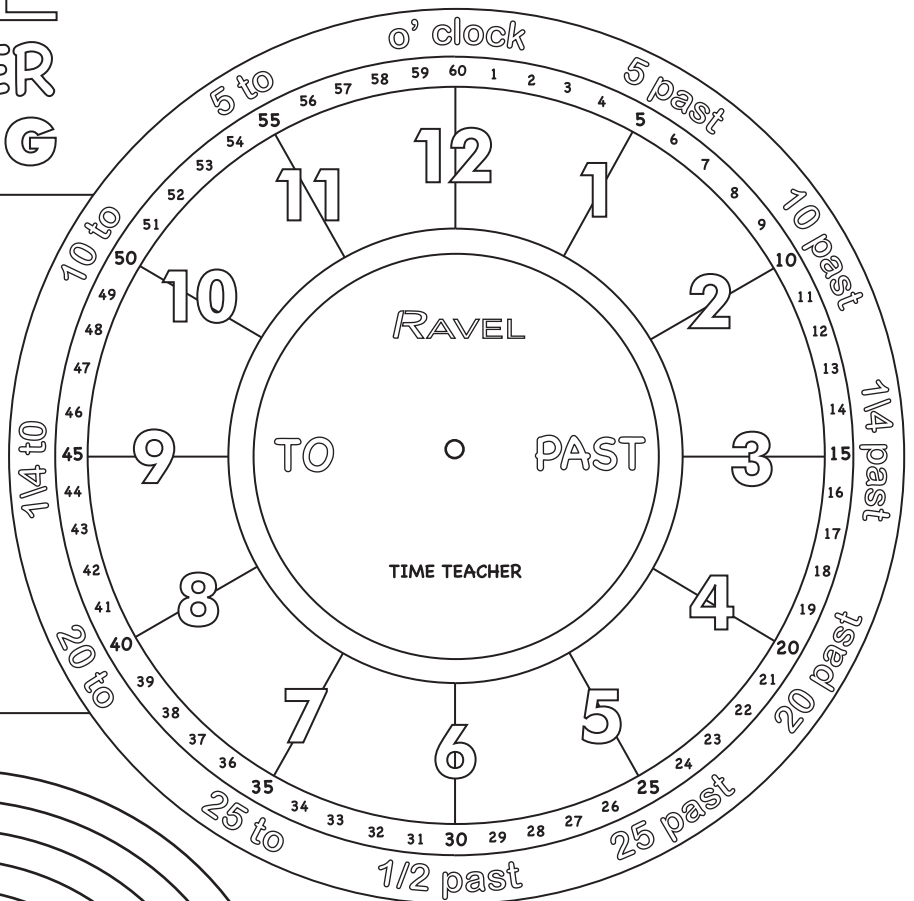 ER
G
o’ clock
5 past
10 past
1\4 past
20 past
25 past
1/2 past
25 to
20 to
1\4 to
10 to
5 to
60 1 2 3 4 5 6 7 8 9 10 11 12 13 14 15 16 17 18 19 20 21 22 23 24 25 26 27 28 29 30 31 32 33 34 35 36 37 38 39 40 41 42 43 44 45 46 47 48 49 50 51 52 53 54 55 56 57 58 59
12 1 2 3 4 5 6 7 8 9 10 11
RAVEL
TO PAST
TIME TEACHER